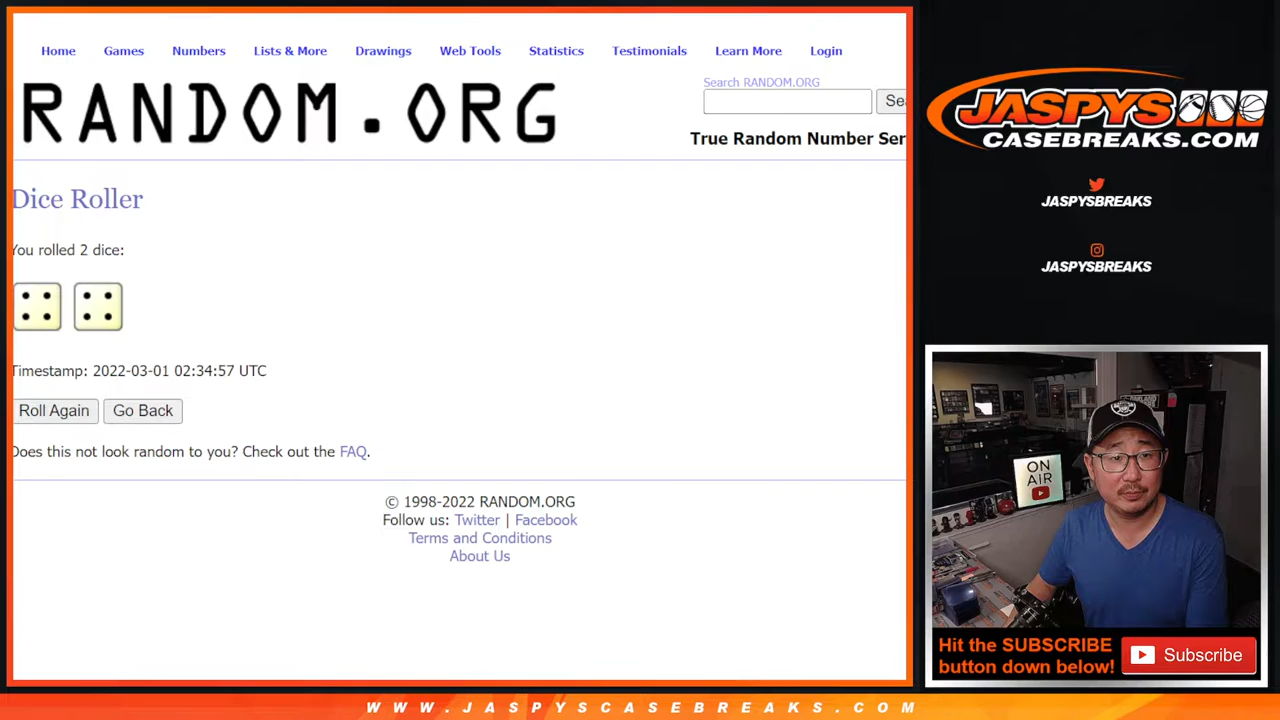 Home Games Numbers Lists & More Drawings Web Tools Statistics Testimonials Learn More Login
RANDOM.ORG
Search RANDOM.ORG
Sea
True Random Number Ser
Dice Roller
You rolled 2 dice:
Timestamp: 2022-03-01 02:34:57 UTC
Roll Again Go Back
Does this not look random to you? Check out the FAQ.
© 1998-2022 RANDOM.ORG
Follow us: Twitter | Facebook
Terms and Conditions
About Us
JASPYS
CASEBREAKS.COM
JASPYSBREAKS
JASPYSBREAKS
ON
AIR
Hit the SUBSCRIBE
button down below!
Subscribe
WWW.JASPYSCASEBREAKS.COM